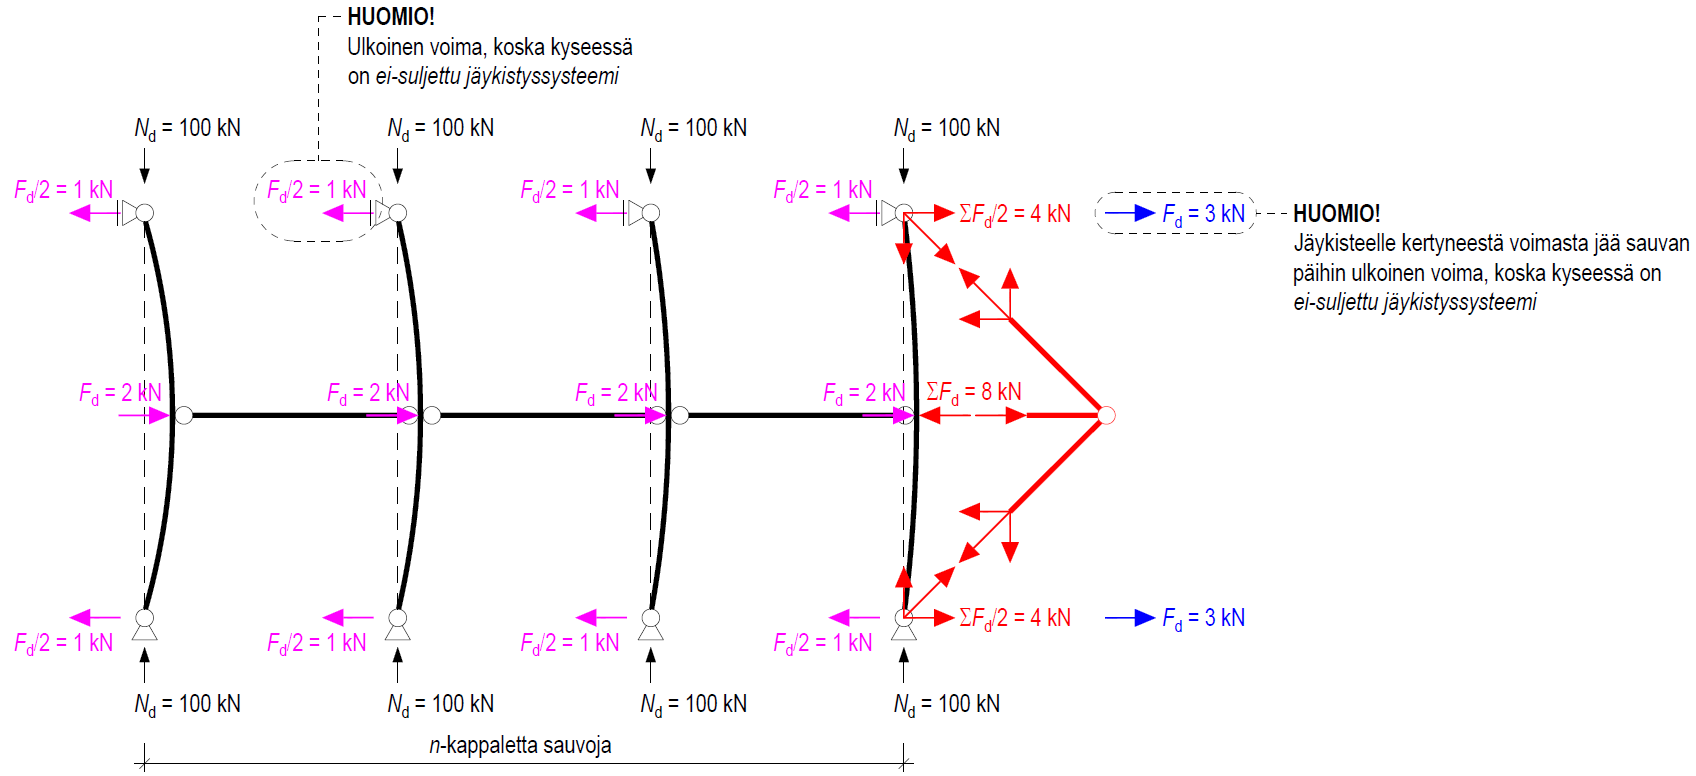 HUOMIO!
Ulkoinen voima, koska kyseessä
on ei-suljettu jäykistyssysteemi
Nd = 100 kN
Nd = 100 kN
Nd = 100 kN
Nd = 100 kN
Fd/2 = 1 kN
Fd/2 = 1 kN
Fd/2 = 1 kN
Fd/2 = 1 kN
ΣFd/2 = 4 kN
Fd = 3 kN
HUOMIO!
Jäykisteelle kertyneestä voimasta jää sauvan
päihin ulkoinen voima, koska kyseessä on
ei-suljettu jäykistyssysteemi
Fd = 2 kN
Fd = 2 kN
Fd = 2 kN
Fd = 2 kN
ΣFd = 8 kN
ΣFd/2 = 4 kN
Fd = 3 kN
Fd/2 = 1 kN
Fd/2 = 1 kN
Fd/2 = 1 kN
Fd/2 = 1 kN
Nd = 100 kN
Nd = 100 kN
Nd = 100 kN
Nd = 100 kN
n-kappaletta sauvoja